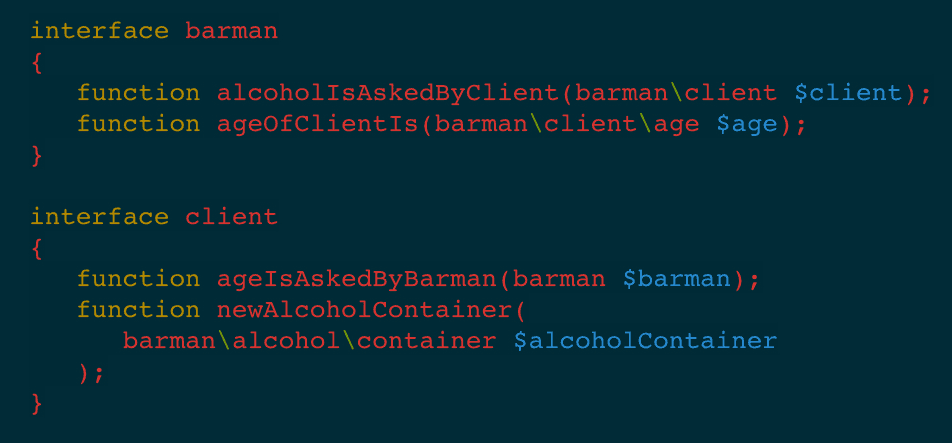 interface barman
{
function alcoholIsAskedByClient(barman\client $client);
function ageOfClientIs(barman\client\age $age);
}
interface client
{
function ageIsAskedByBarman(barman $barman);
function newAlcoholContainer(
barman\alcohol\container $alcoholContainer
);
}